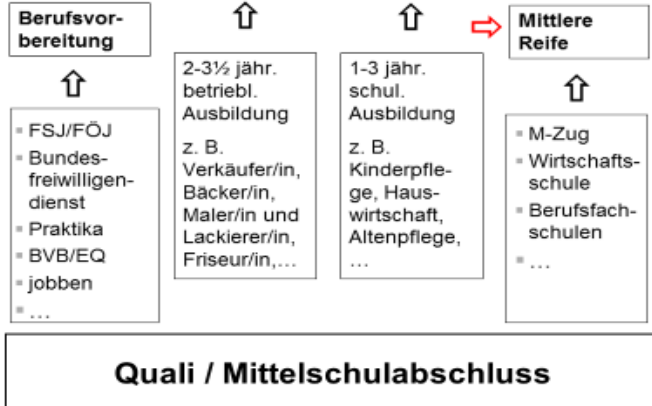 Berufsvor-
bereitung
Mittlere
Reife
▪ FSJ/FÖJ
▪ Bundes-
freiwilligen-
dienst
▪ Praktika
▪ BVB/EQ
▪ jobben
▪ …
2-3½ jähr.
betriebl.
Ausbildung
z. B.
Verkäufer/in,
Bäcker/in,
Maler/in und
Lackierer/in,
Friseur/in,…
1-3 jähr.
schul.
Ausbildung
z. B.
Kinderpfle-
ge, Haus-
wirtschaft,
Altenpflege,
…
▪ M-Zug
▪ Wirtschafts-
schule
▪ Berufsfach-
schulen
▪ …
Quali / Mittelschulabschluss